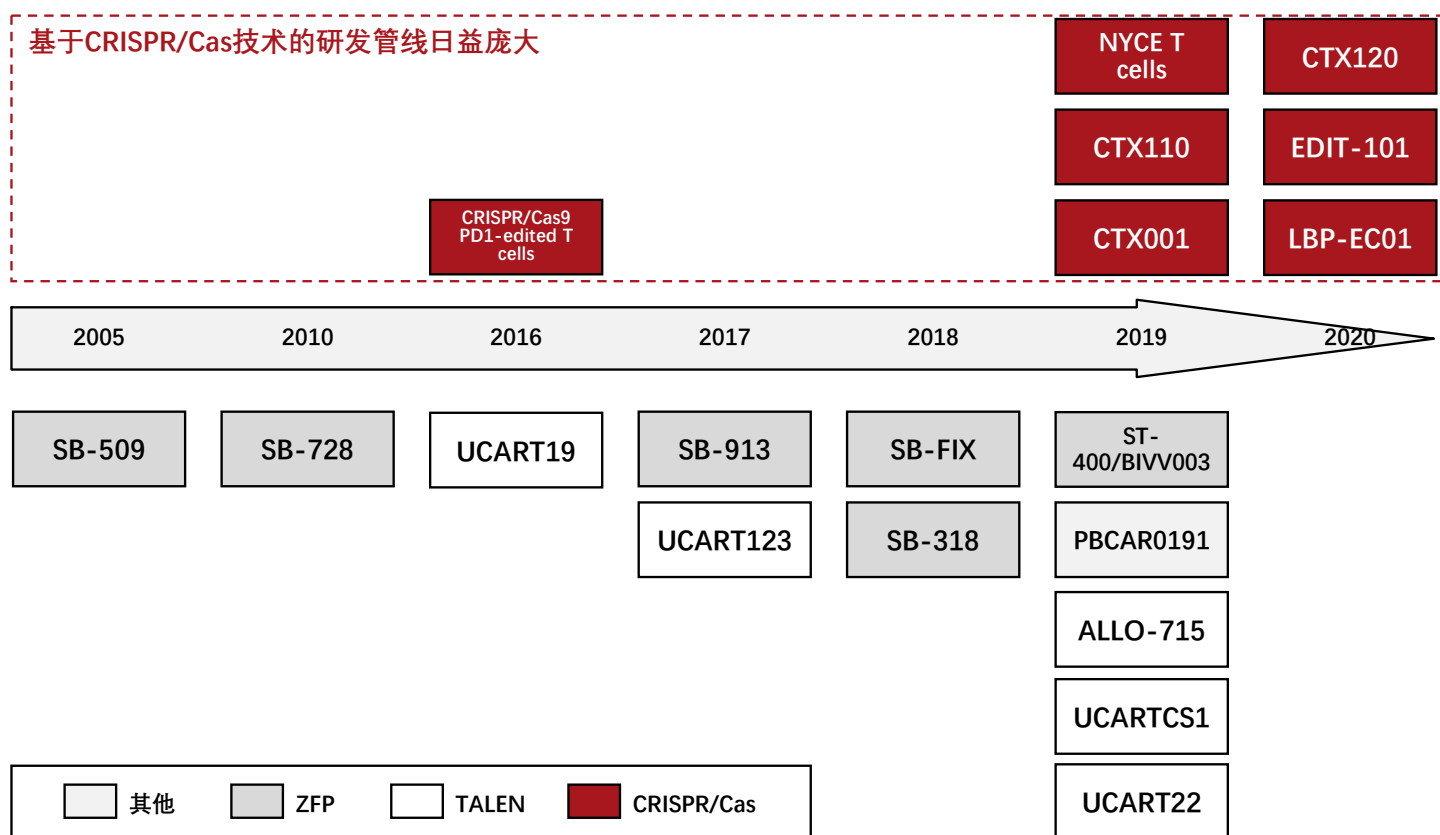 基于CRISPR/Cas技术的研发管线日益庞大
NYCE T
cells
CTX120
CTX110
EDIT-101
CRISPR/Cas9
PD1-edited T
cells
CTX001
LBP-EC01
2005
2010
2016
2017
2018
2019
2020
SB-509
SB-728
UCART19
SB-913
SB-FIX
ST-
400/BIVV003
UCART123
SB-318
PBCAR0191
ALLO-715
UCARTCS1
UCART22
其他
ZFP
TALEN
CRISPR/Cas